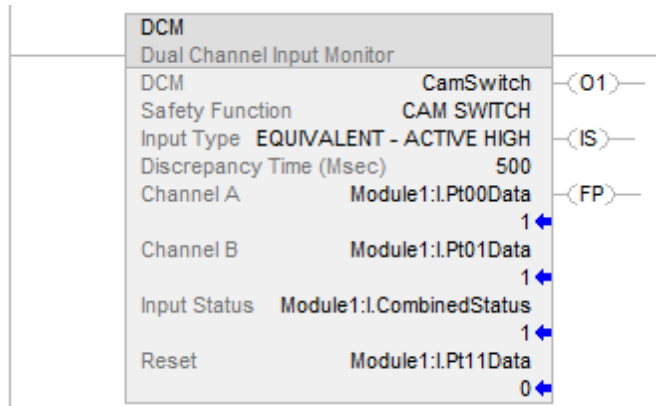 DCM
Dual Channel Input Monitor
DCM CamSwitch (O1)
Safety Function CAM SWITCH
Input Type EQUIVALENT - ACTIVE HIGH (IS)
Discrepancy Time (Msec) 500
Channel A Module1:I.Pt00Data (FP)
1
Channel B Module1:I.Pt01Data
1
Input Status Module1:I.CombinedStatus
1
Reset Module1:I.Pt11Data
0